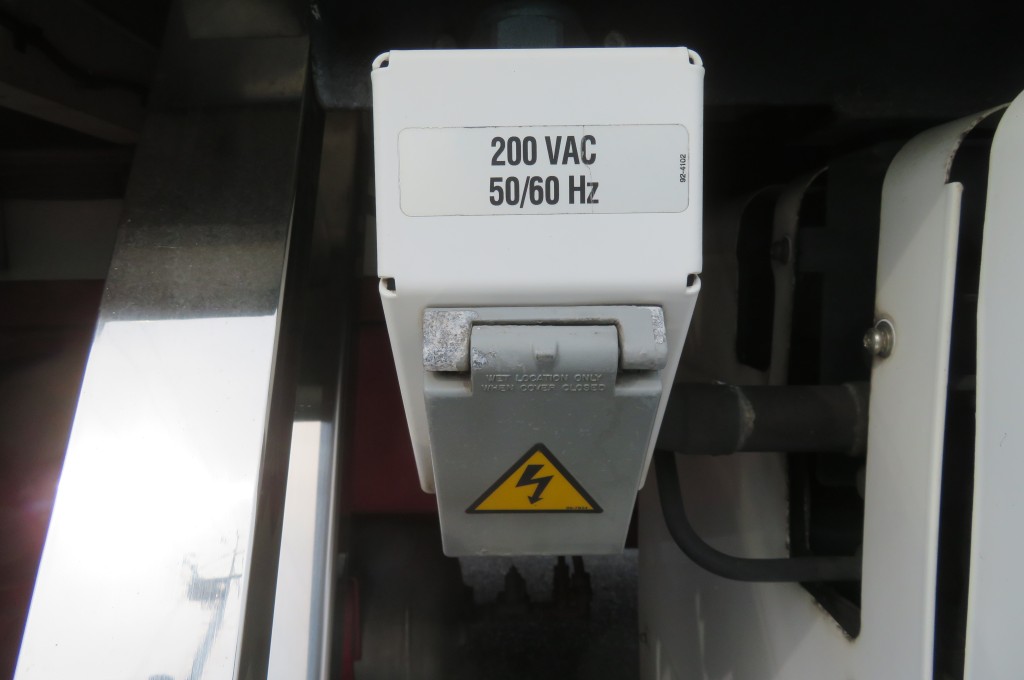 200 VAC
50/60 Hz
92-4102
WET LOCATION ONLY
WHEN COVER CLOSED